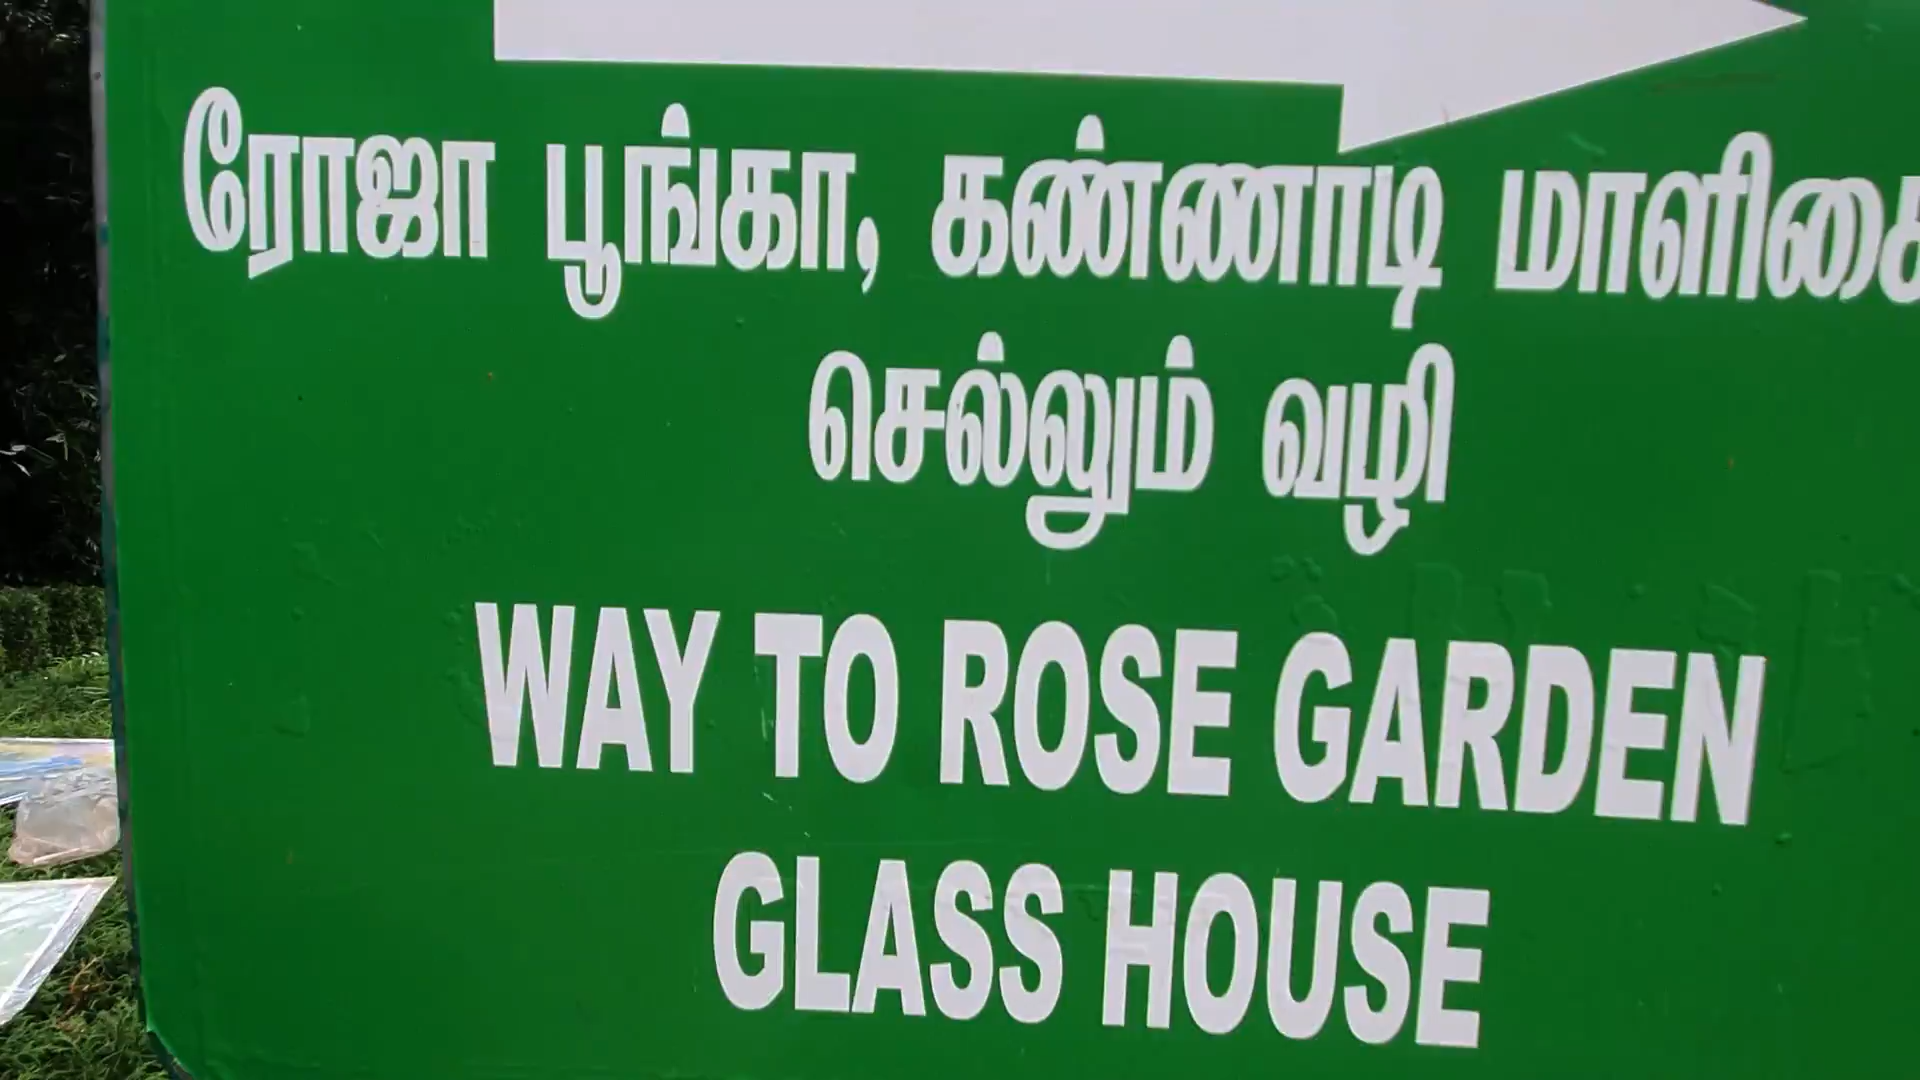 ரோஜா பூங்கா, கண்ணாடி மாளிகை
செல்லும் வழி
WAY TO ROSE GARDEN
GLASS HOUSE